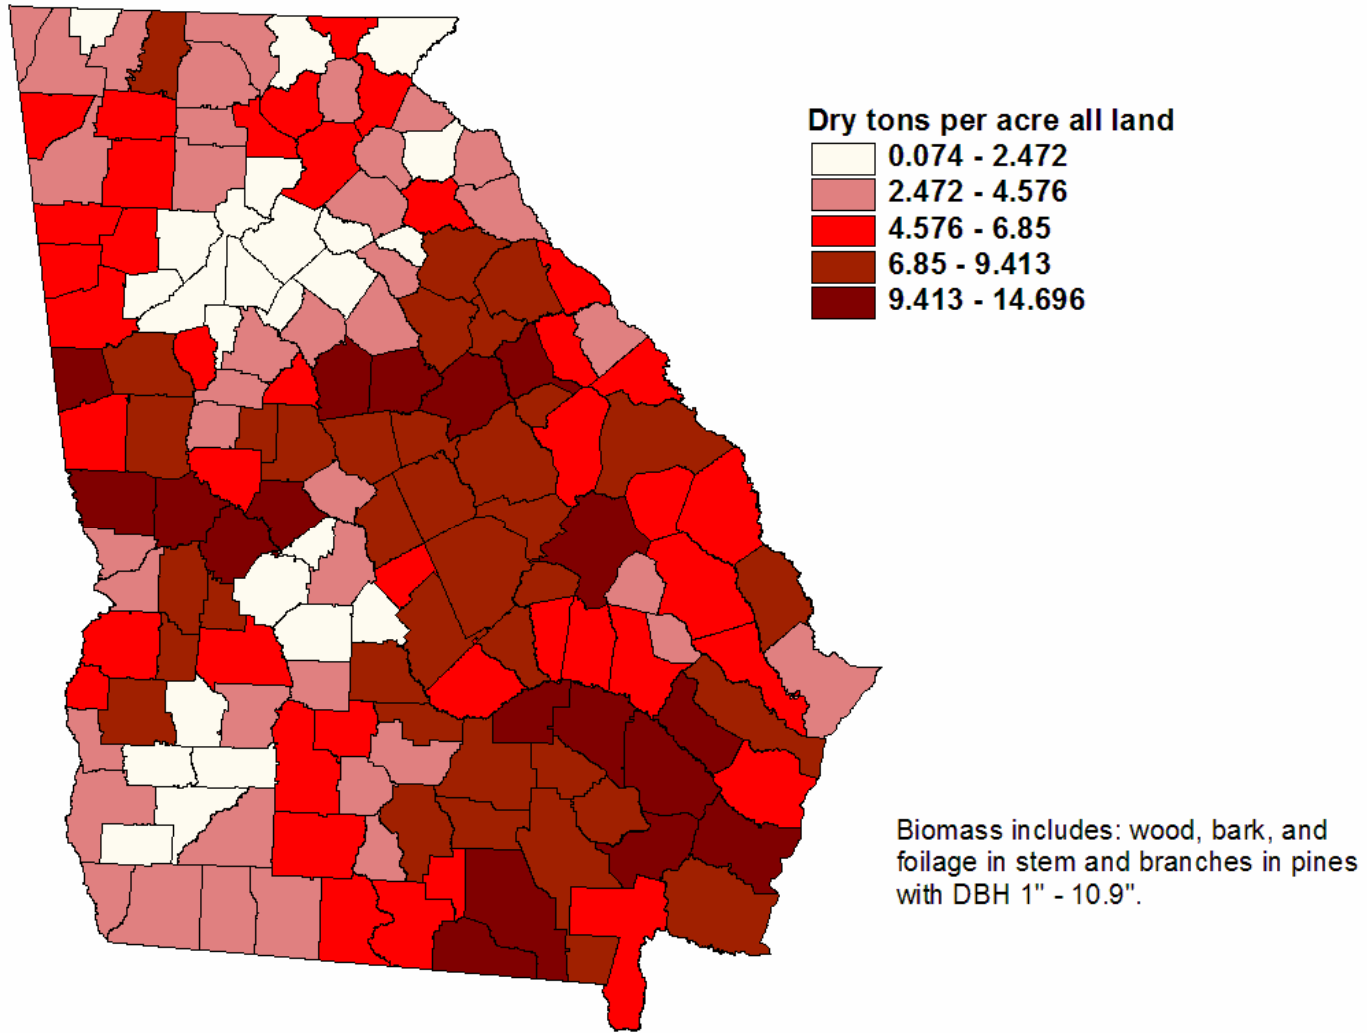 Dry tons per acre all land
0.074 - 2.472
2.472 - 4.576
4.576 - 6.85
6.85 - 9.413
9.413 - 14.696
Biomass includes: wood, bark, and
foliage in stem and branches in pines
with DBH 1" - 10.9".